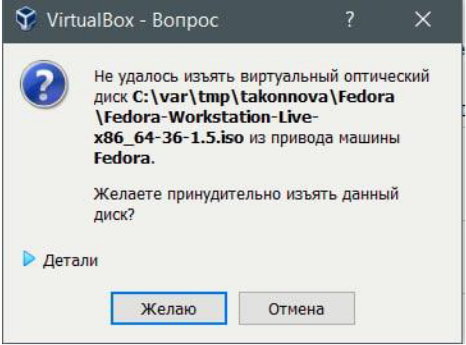 VirtualBox - Вопрос
Не удалось изъять виртуальный оптический
диск C:\var\tmp\takonnova\Fedora
\Fedora-Workstation-Live-
x86_64-36-1.5.iso из привода машины
Fedora.
Желаете принудительно изъять данный
диск?
Детали
Желаю Отмена